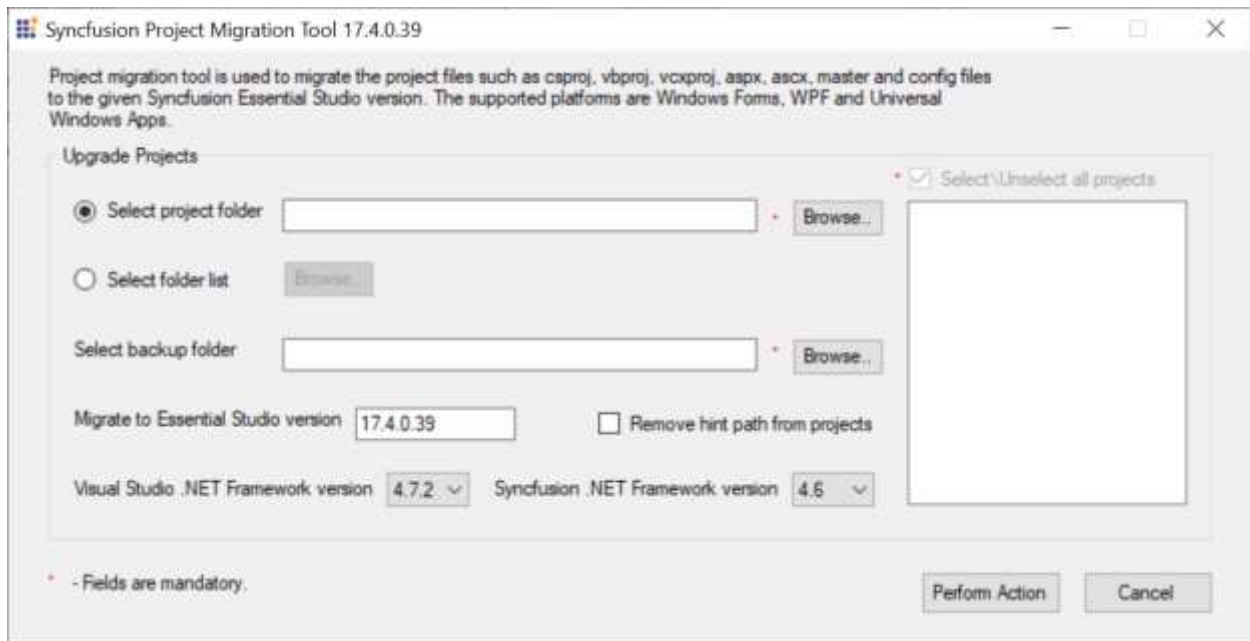 Syncfusion Project Migration Tool 17.4.0.39
Project migration tool is used to migrate the project files such as csproj, vbproj, vcxproj, aspx, ascx, master and config files
to the given Syncfusion Essential Studio version. The supported platforms are Windows Forms, WPF and Universal
Windows Apps.
Upgrade Projects
* Select\Unselect all projects
Select project folder * Browse..
Select folder list Browse..
Select backup folder * Browse..
Migrate to Essential Studio version 17.4.0.39 Remove hint path from projects
Visual Studio .NET Framework version 4.7.2 Syncfusion .NET Framework version 4.6
* - Fields are mandatory.
Perform Action Cancel